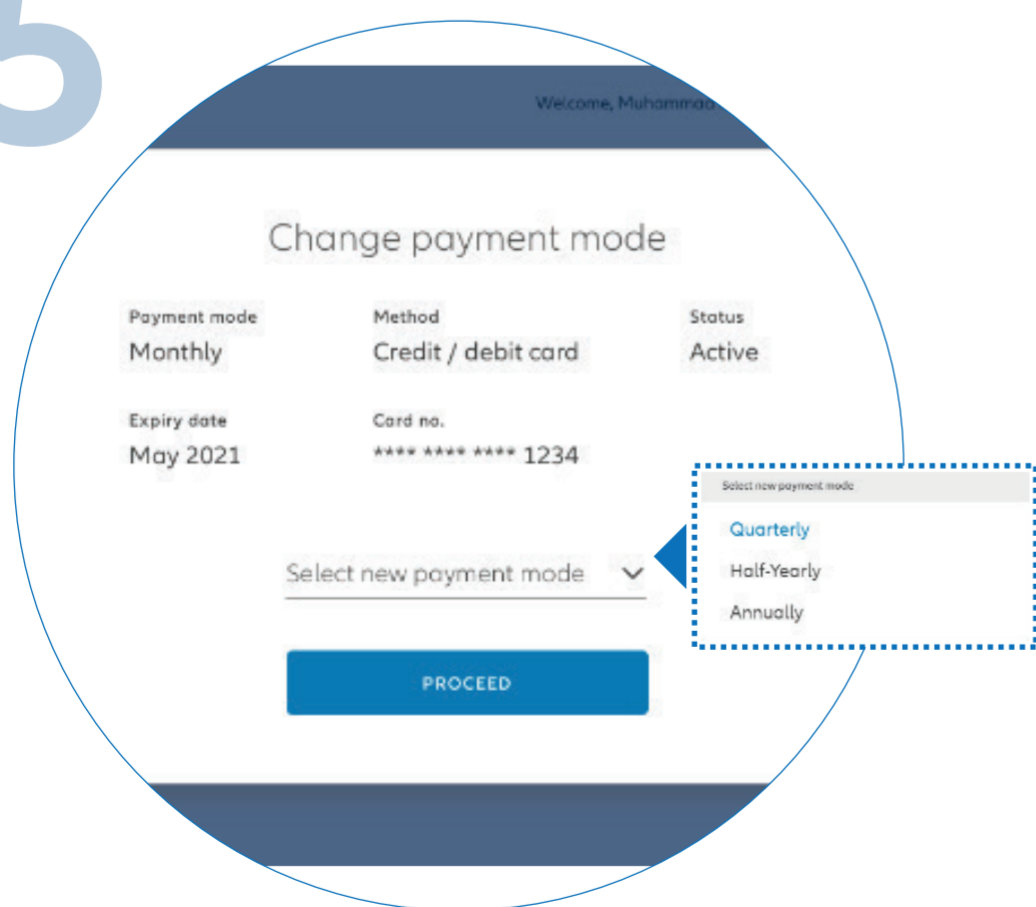 Welcome, Muhammad
Change payment mode
Payment mode Method Status
Monthly Credit / debit card Active
Expiry date Card no.
May 2021 **** **** **** 1234
Select new payment mode
Quarterly
Half-Yearly
Annually
Select new payment mode
PROCEED